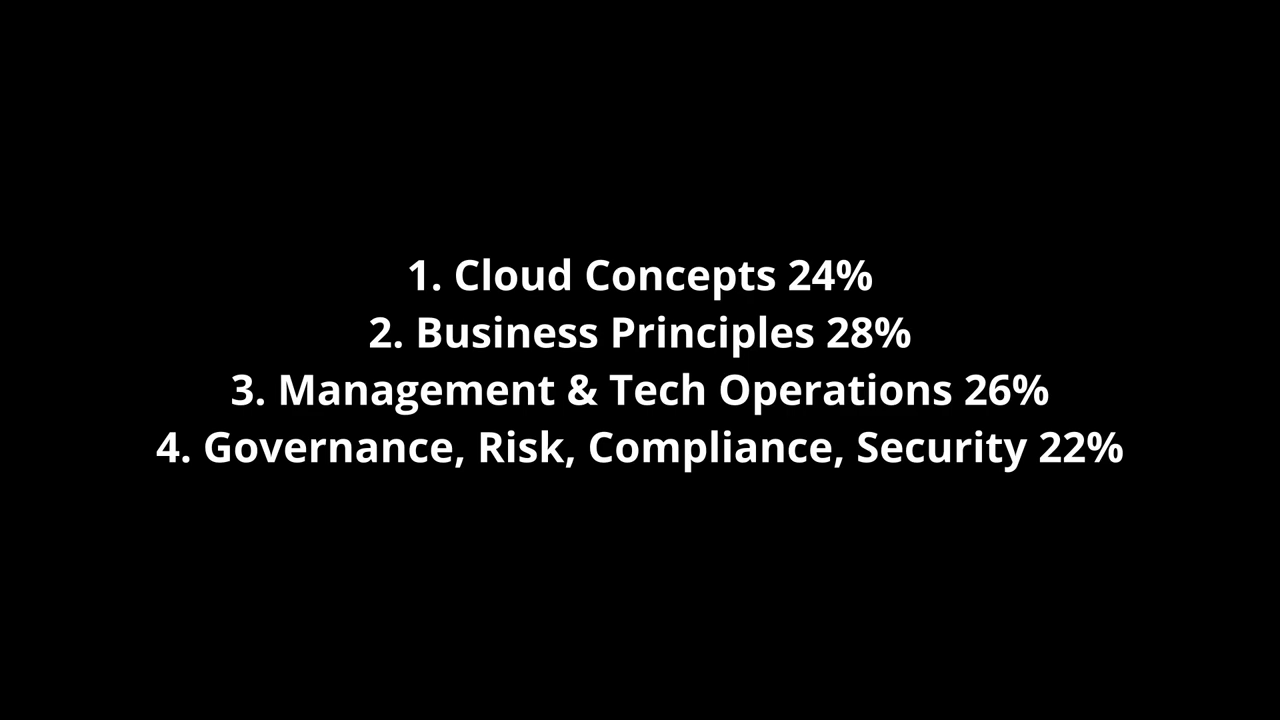 1. Cloud Concepts 24%
2. Business Principles 28%
3. Management & Tech Operations 26%
4. Governance, Risk, Compliance, Security 22%